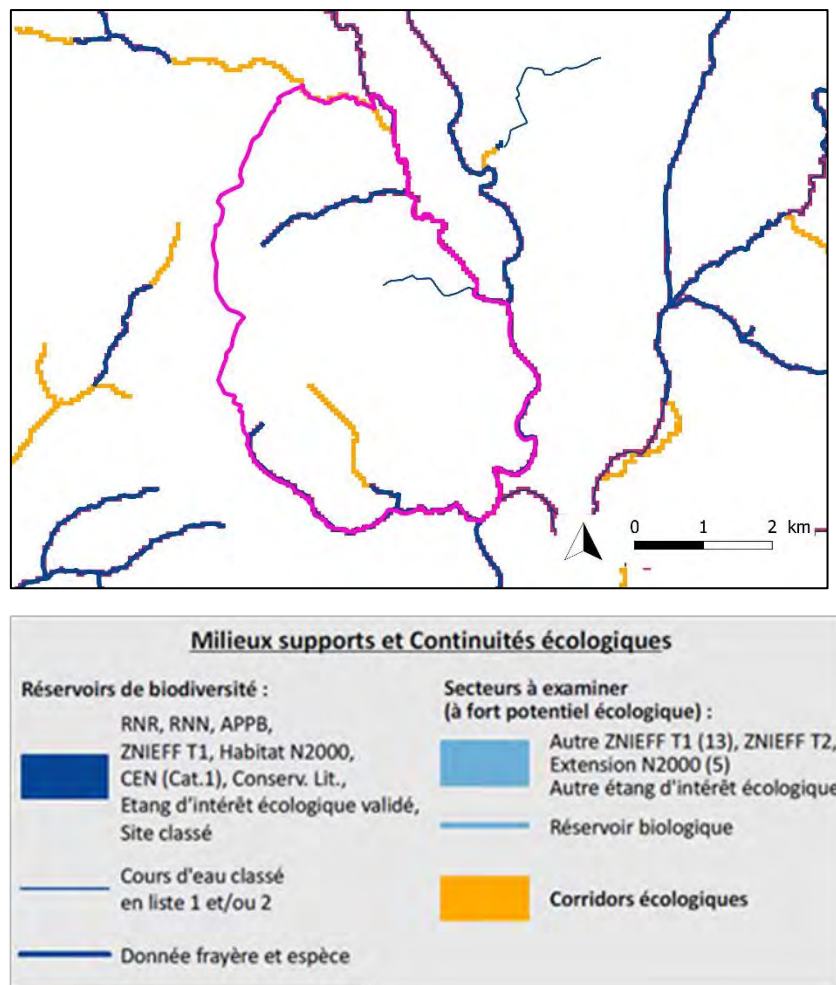 0 1 2 km
Milieux supports et Continuités écologiques
Réservoirs de biodiversité :
RNR, RNN, APPB,
ZNIEFF T1, Habitat N2000,
CEN (Cat.1), Conserv. Lit.,
Etang d'intérêt écologique validé,
Site classé
Cours d'eau classé
en liste 1 et/ou 2
Donnée frayère et espèce
Secteurs à examiner
(à fort potentiel écologique) :
Autre ZNIEFF T1 (13), ZNIEFF T2,
Extension N2000 (5)
Autre étang d'intérêt écologique
Réservoir biologique
Corridors écologiques